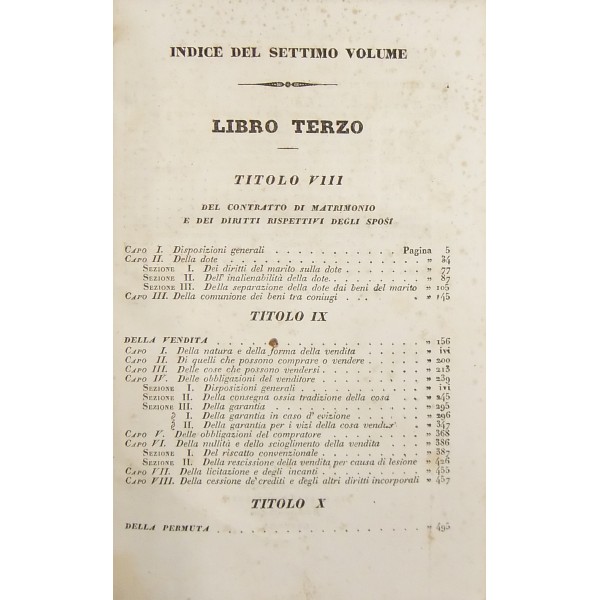 INDICE DEL SETTIMO VOLUME
LIBRO TERZO
TITOLO VIII
DEL CONTRATTO DI MATRIMONIO
E DEI DIRITTI RISPETTIVI DEGLI SPOSI
CAPO I. Disposizioni generali . . . . . . . . . . . Pagina 5
CAPO II. Della dote . . . . . . . . . . . . . . . " 34
SEZIONE I. Dei diritti del marito sulla dote . . . . . . . " 77
SEZIONE II. Dell' inalienabilità della dote . . . . . . . . " 87
SEZIONE III. Della separazione della dote dai beni del marito " 105
CAPO III. Della comunione dei beni tra coniugi . . . . . " 145
TITOLO IX
DELLA VENDITA . . . . . . . . . . . . . . . " 156
CAPO I. Della natura e della forma della vendita . . . . . " ivi
CAPO II. Di quelli che possono comprare o vendere . . . . " 200
CAPO III. Delle cose che possono vendersi . . . . . . . " 213
CAPO IV. Delle obbligazioni del venditore . . . . . . . " 239
SEZIONE I. Disposizioni generali . . . . . . . . . " ivi
SEZIONE II. Della consegna ossia tradizione della cosa . . . " 245
SEZIONE III. Della garantia . . . . . . . . . . . " 295
§ I. Della garantia in caso d' evizione . . . . " 296
§ II. Della garantia per i vizi della cosa venduta . " 347
CAPO V. Delle obbligazioni del compratore . . . . . . " 368
CAPO VI. Della nullità e dello scioglimento della vendita . . . " 386
SEZIONE I. Del riscatto convenzionale . . . . . . . " 387
SEZIONE II. Della rescissione della vendita per causa di lesione " 426
CAPO VII. Della licitazione e degli incanti . . . . . . . " 455
CAPO VIII. Della cessione de' crediti e degli altri diritti incorporali " 457
TITOLO X
DELLA PERMUTA . . . . . . . . . . . . . . . " 495